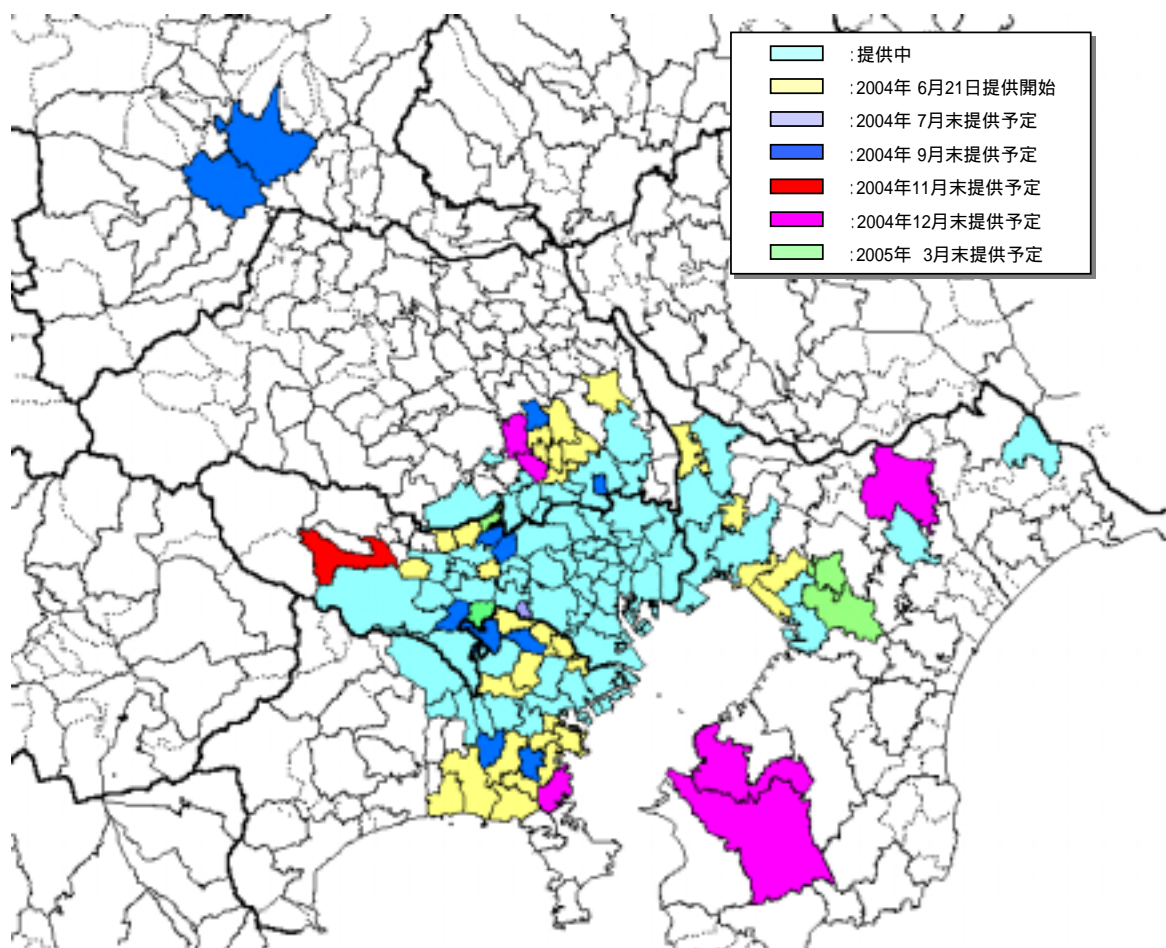 :提供中
:2004年 6月21日提供開始
:2004年 7月末提供予定
:2004年 9月末提供予定
:2004年11月末提供予定
:2004年12月末提供予定
:2005年 3月末提供予定